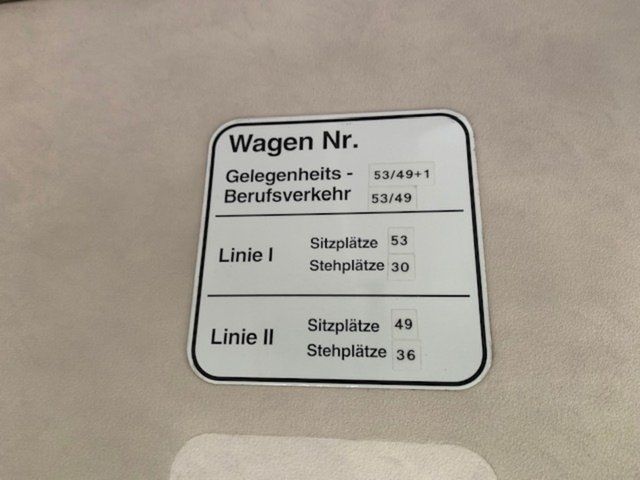 Wagen Nr.
Gelegenheits - 53/49+1
Berufsverkehr 53/49
Linie I
Sitzplätze 53
Stehplätze 30
Linie II
Sitzplätze 49
Stehplätze 36